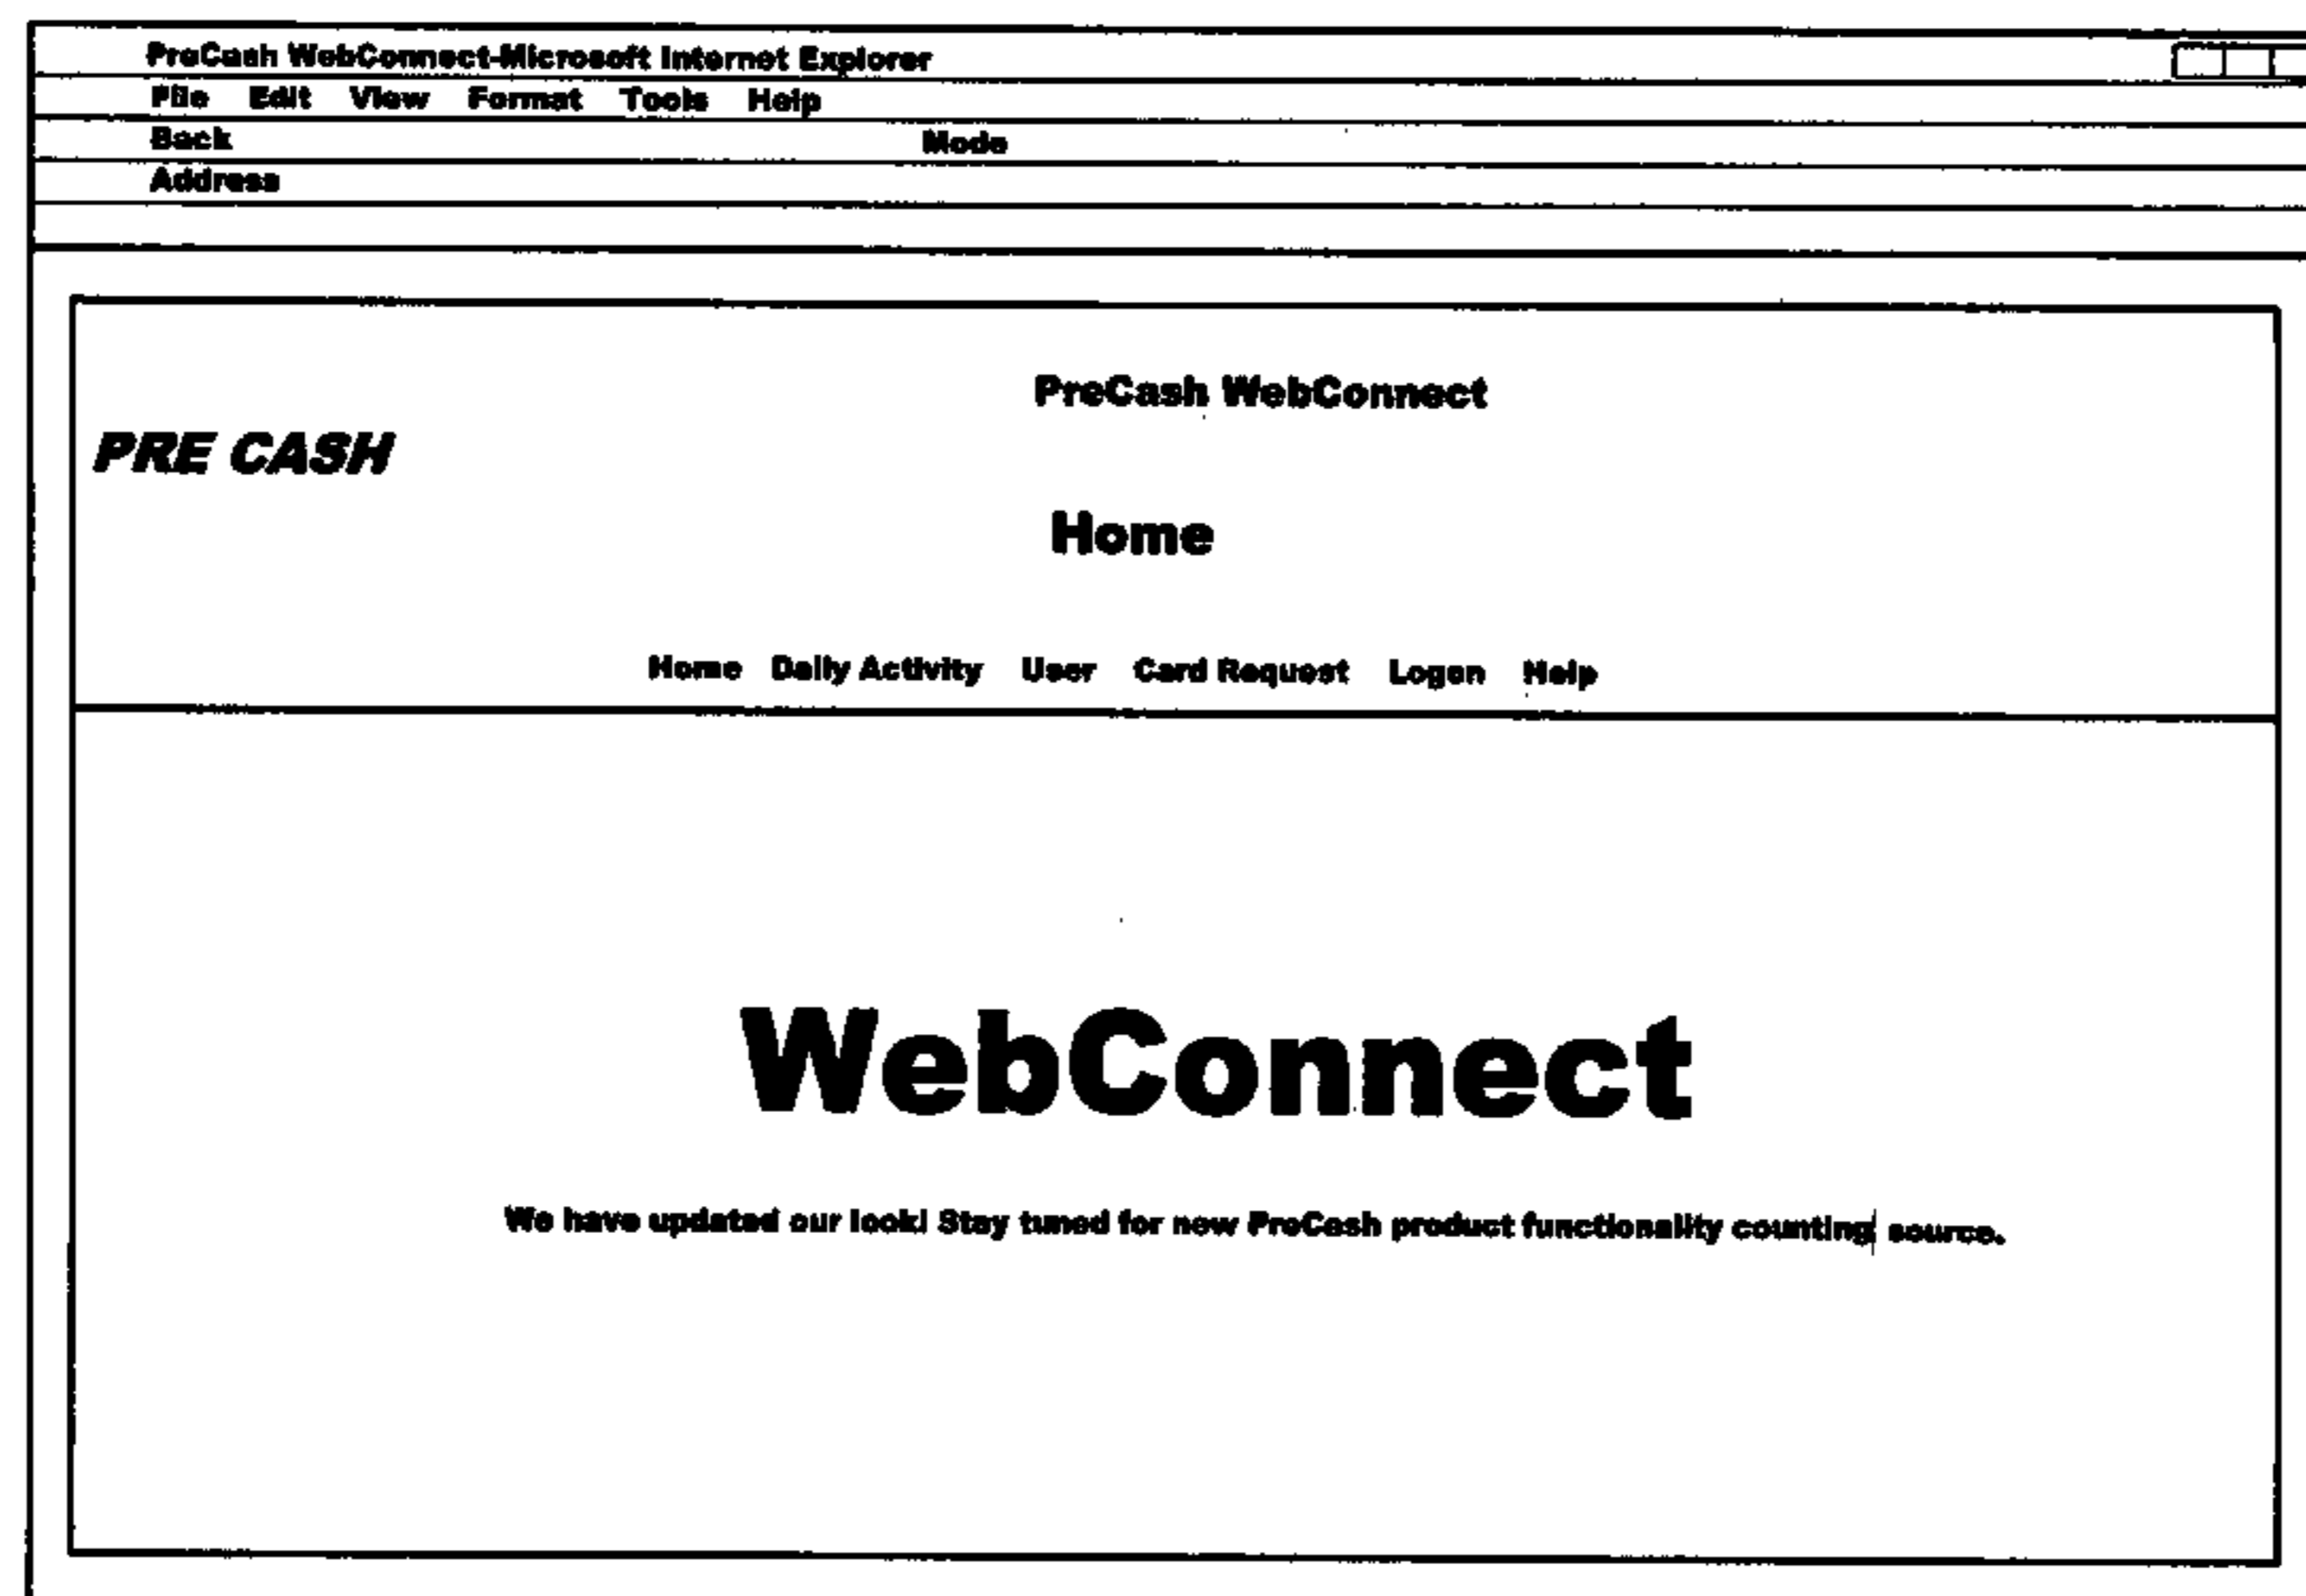 PreCash WebConnect-Microsoft Internet Explorer
File Edit View Format Tools Help
Back Mode
Address
PreCash WebConnect
PRE CASH
Home
Home Daily Activity User Card Request Logon Help
WebConnect
We have updated our look! Stay tuned for new PreCash product functionality counting source.